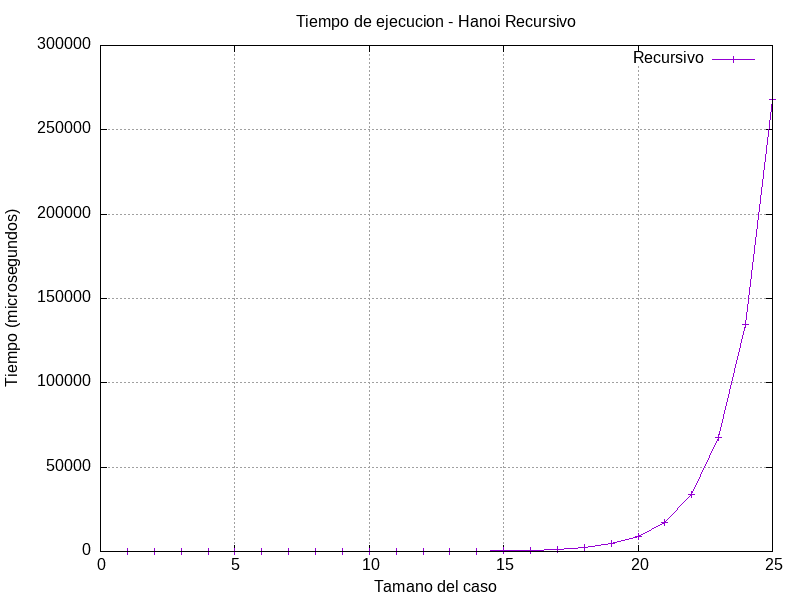 Tiempo de ejecucion - Hanoi Recursivo
300000
Recursivo
250000
200000
150000
100000
50000
0
Tiempo (microsegundos)
0 5 10 15 20 25
Tamano del caso